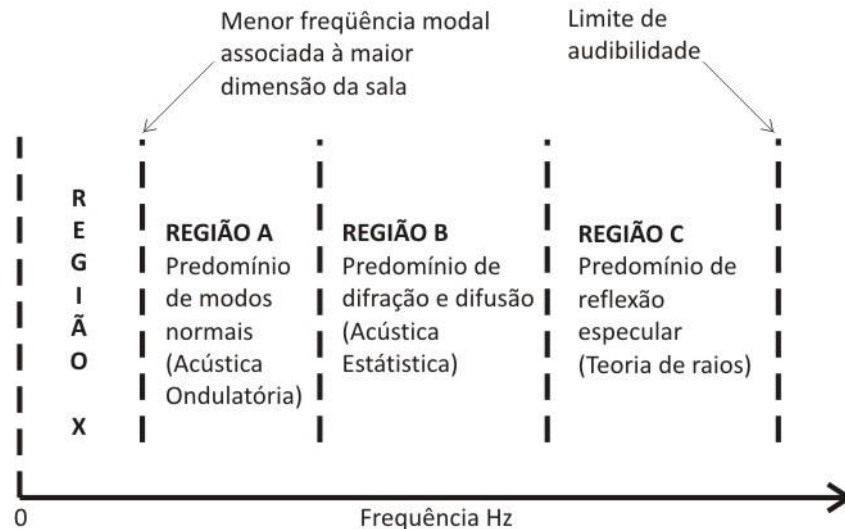 Menor freqüência modal
associada à maior
dimensão da sala
Limite de
audibilidade
R
E
G
I
Ã
O
X
REGIÃO A
Predomínio
de modos
normais
(Acústica
Ondulatória)
REGIÃO B
Predomínio de
difração e difusão
(Acústica
Estátistica)
REGIÃO C
Predomínio de
reflexão
especular
(Teoria de raios)
0
Frequência Hz